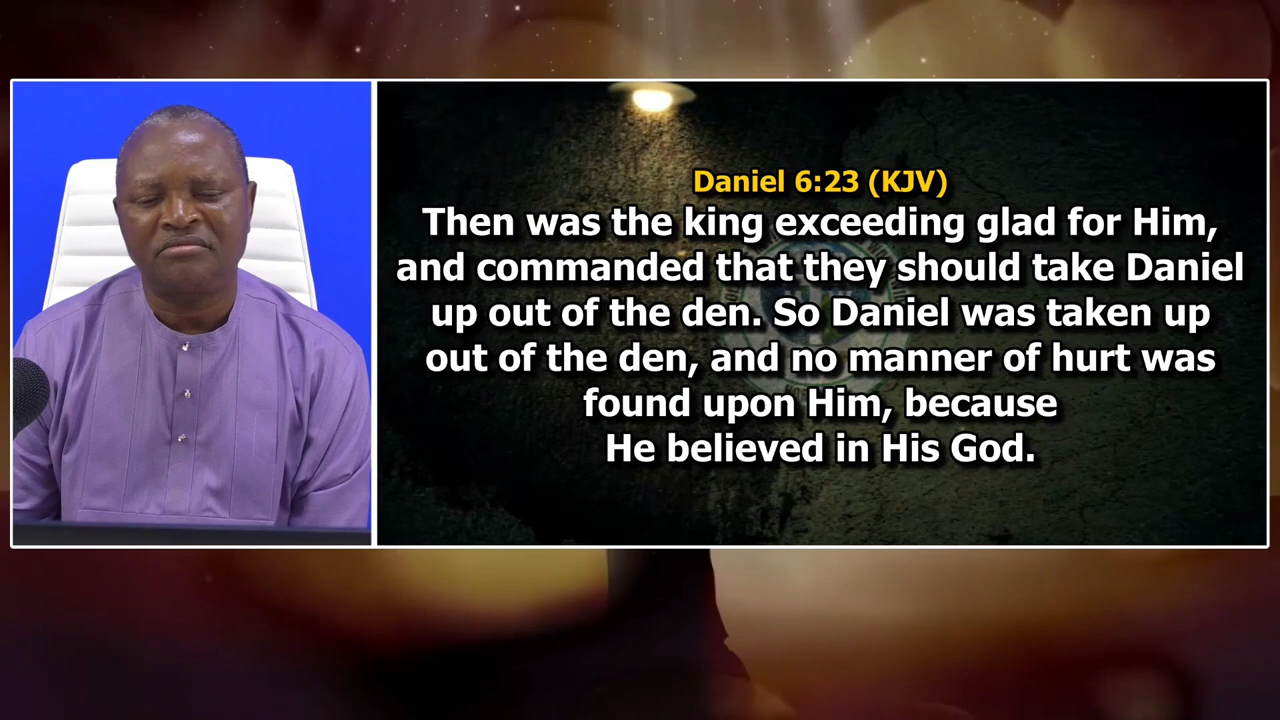 Daniel 6:23 (KJV)
Then was the king exceeding glad for Him,
and commanded that they should take Daniel
up out of the den. So Daniel was taken up
out of the den, and no manner of hurt was
found upon Him, because
He believed in His God.